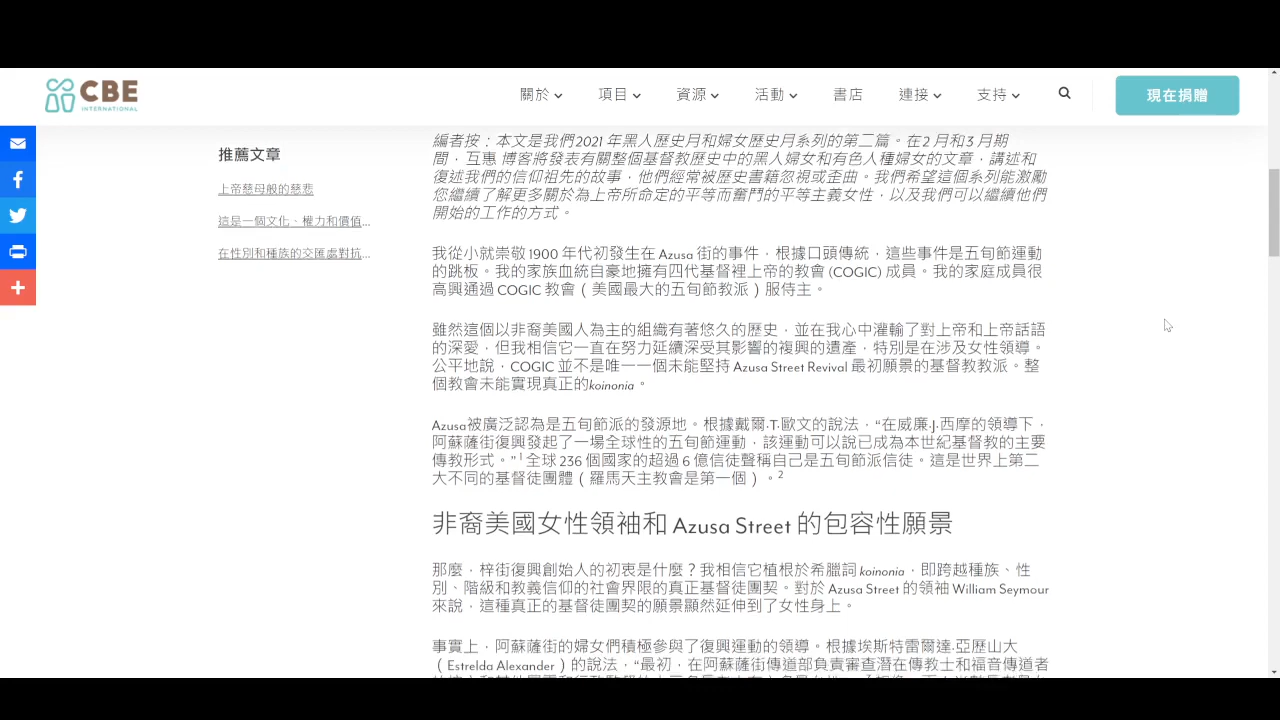 CBE
INTERNATIONAL
關於
項目
資源
活動
書店
連接
支持
現在捐贈
推薦文章
上帝慈母般的慈悲
這是一個文化、權力和價值...
在性別和種族的交匯處對抗...
編者按：本文是我們 2021 年黑人歷史月和婦女歷史月系列的第二篇。在 2 月和 3 月期
間，互惠 博客將發表有關整個基督教歷史中的黑人婦女和有色人種婦女的文章，講述和
復述我們的信仰祖先的故事，他們經常被歷史書籍忽視或歪曲。我們希望這個系列能激勵
您繼續了解更多關於為上帝所命定的平等而奮鬥的平等主義女性，以及我們可以繼續他們
開始的工作的方式。
我從小就崇敬 1900 年代初發生在 Azusa 街的事件，根據口頭傳統，這些事件是五旬節運動
的跳板。我的家族血統自豪地擁有四代基督裡上帝的教會 (COGIC) 成員。我的家庭成員很
高興通過 COGIC 教會（美國最大的五旬節教派）服侍主。
雖然這個以非裔美國人為主的組織有著悠久的歷史，並在我心中灌輸了對上帝和上帝話語
的深愛，但我相信它一直在努力延續深受其影響的複興的遺產，特別是在涉及女性領導。
公平地說，COGIC 並不是唯一一個未能堅持 Azusa Street Revival 最初願景的基督教教派。整
個教會未能實現真正的koinonia。
Azusa被廣泛認為是五旬節派的發源地。根據戴爾·T·歐文的說法，“在威廉·J·西摩的領導下，
阿蘇薩街復興發起了一場全球性的五旬節運動，該運動可以說已成為本世紀基督教的主要
傳教形式。” 1 全球 236 個國家的超過 6 億信徒聲稱自己是五旬節派信徒。這是世界上第二
大不同的基督徒團體（羅馬天主教會是第一個）。2
非裔美國女性領袖和 Azusa Street 的包容性願景
那麼，梓街復興創始人的初衷是什麼？我相信它植根於希臘詞 koinonia，即跨越種族、性
別、階級和教義信仰的社會界限的真正基督徒團契。對於 Azusa Street 的領袖 William Seymour
來說，這種真正的基督徒團契的願景顯然延伸到了女性身上。
事實上，阿蘇薩街的婦女們積極參與了復興運動的領導。根據埃斯特雷爾達·亞歷山大
（Estrelda Alexander）的說法，“最初，在阿蘇薩街傳道部負責審查潛在傳教士和福音傳道者